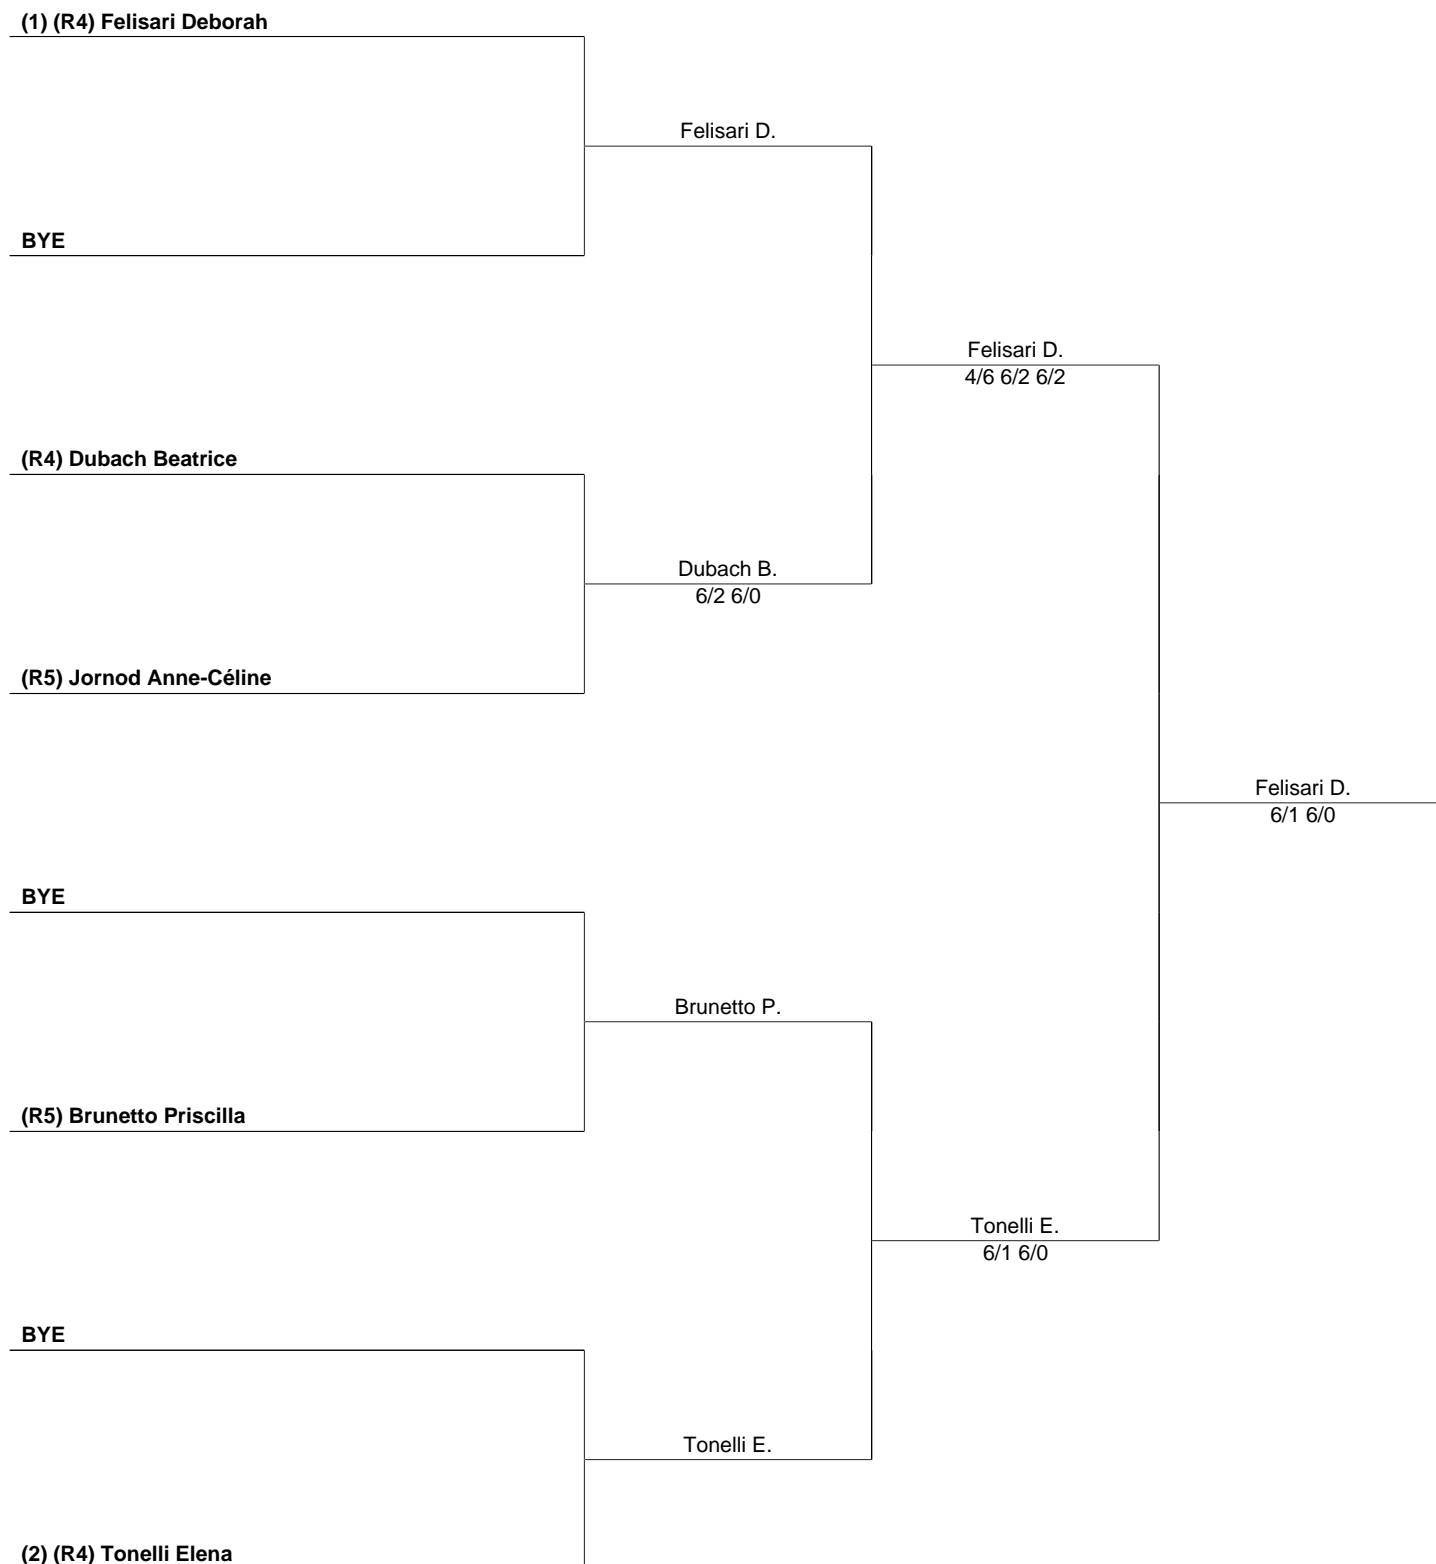 (1) (R4) Felisari Deborah
Felisari D.
BYE
Felisari D.
4/6 6/2 6/2
(R4) Dubach Beatrice
Dubach B.
6/2 6/0
(R5) Jornod Anne-Céline
Felisari D.
6/1 6/0
BYE
Brunetto P.
(R5) Brunetto Priscilla
Tonelli E.
6/1 6/0
BYE
Tonelli E.
(2) (R4) Tonelli Elena